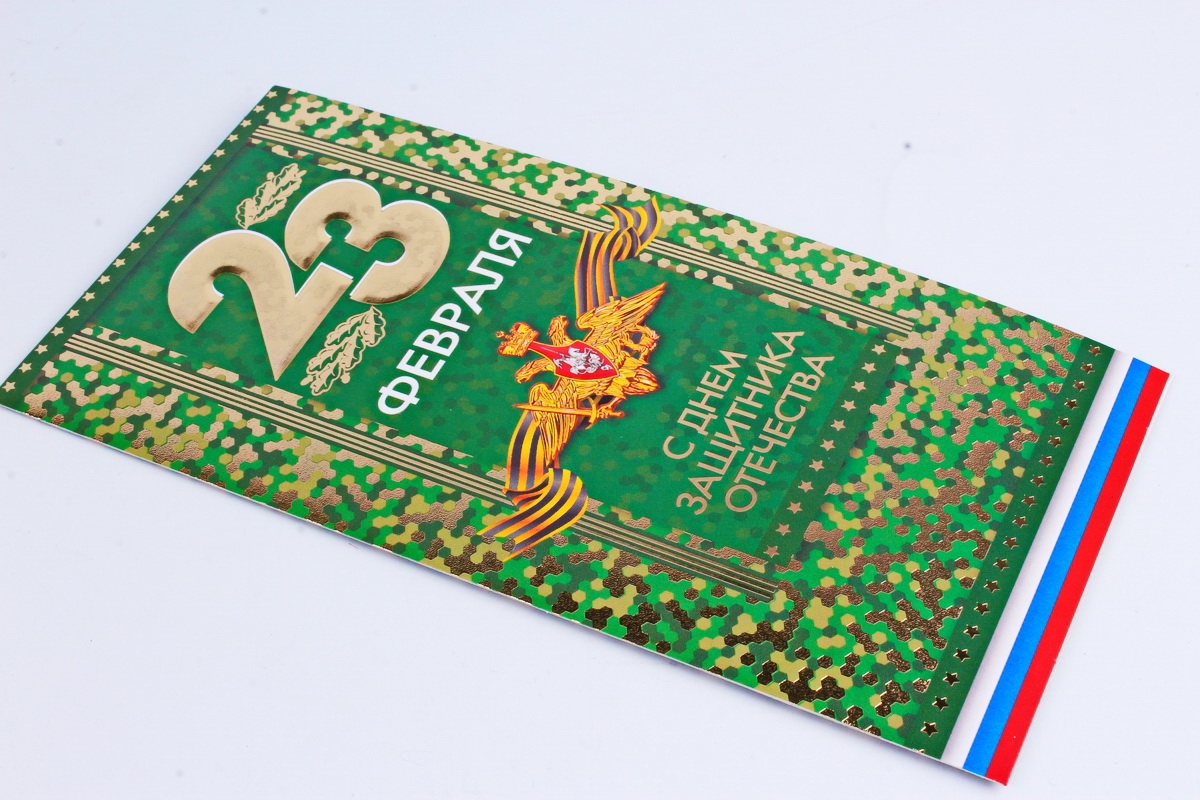 23
ФЕВРАЛЯ
С ДНЕМ
ЗАЩИТНИКА
ОТЕЧЕСТВА